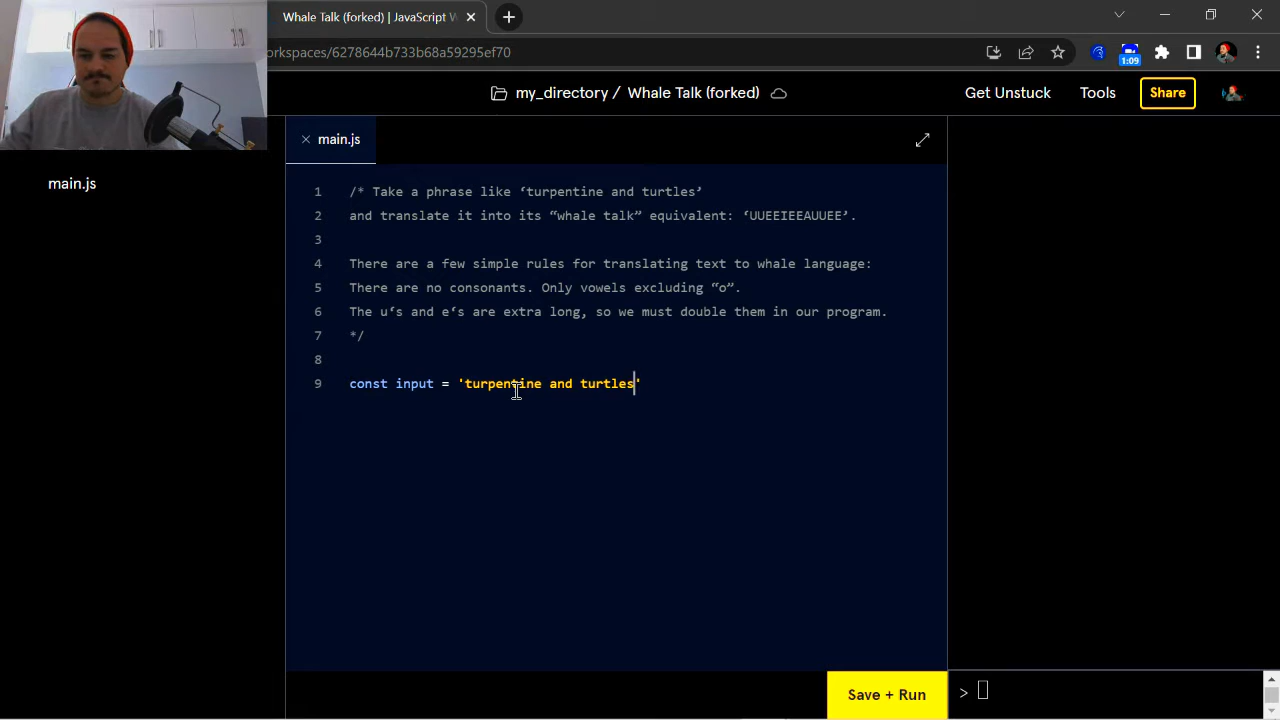 Whale Talk (forked) | JavaScript W
orkspaces/6278644b733b68a59295ef70
1:09
my_directory / Whale Talk (forked)
Get Unstuck
Tools
Share
main.js
main.js
1 /* Take a phrase like ‘turpentine and turtles’
2 and translate it into its “whale talk” equivalent: ‘UUEEIEEAUUEE’.
3
4 There are a few simple rules for translating text to whale language:
5 There are no consonants. Only vowels excluding “o”.
6 The u‘s and e‘s are extra long, so we must double them in our program.
7 */
8
9 const input = 'turpentine and turtles'
Save + Run
>